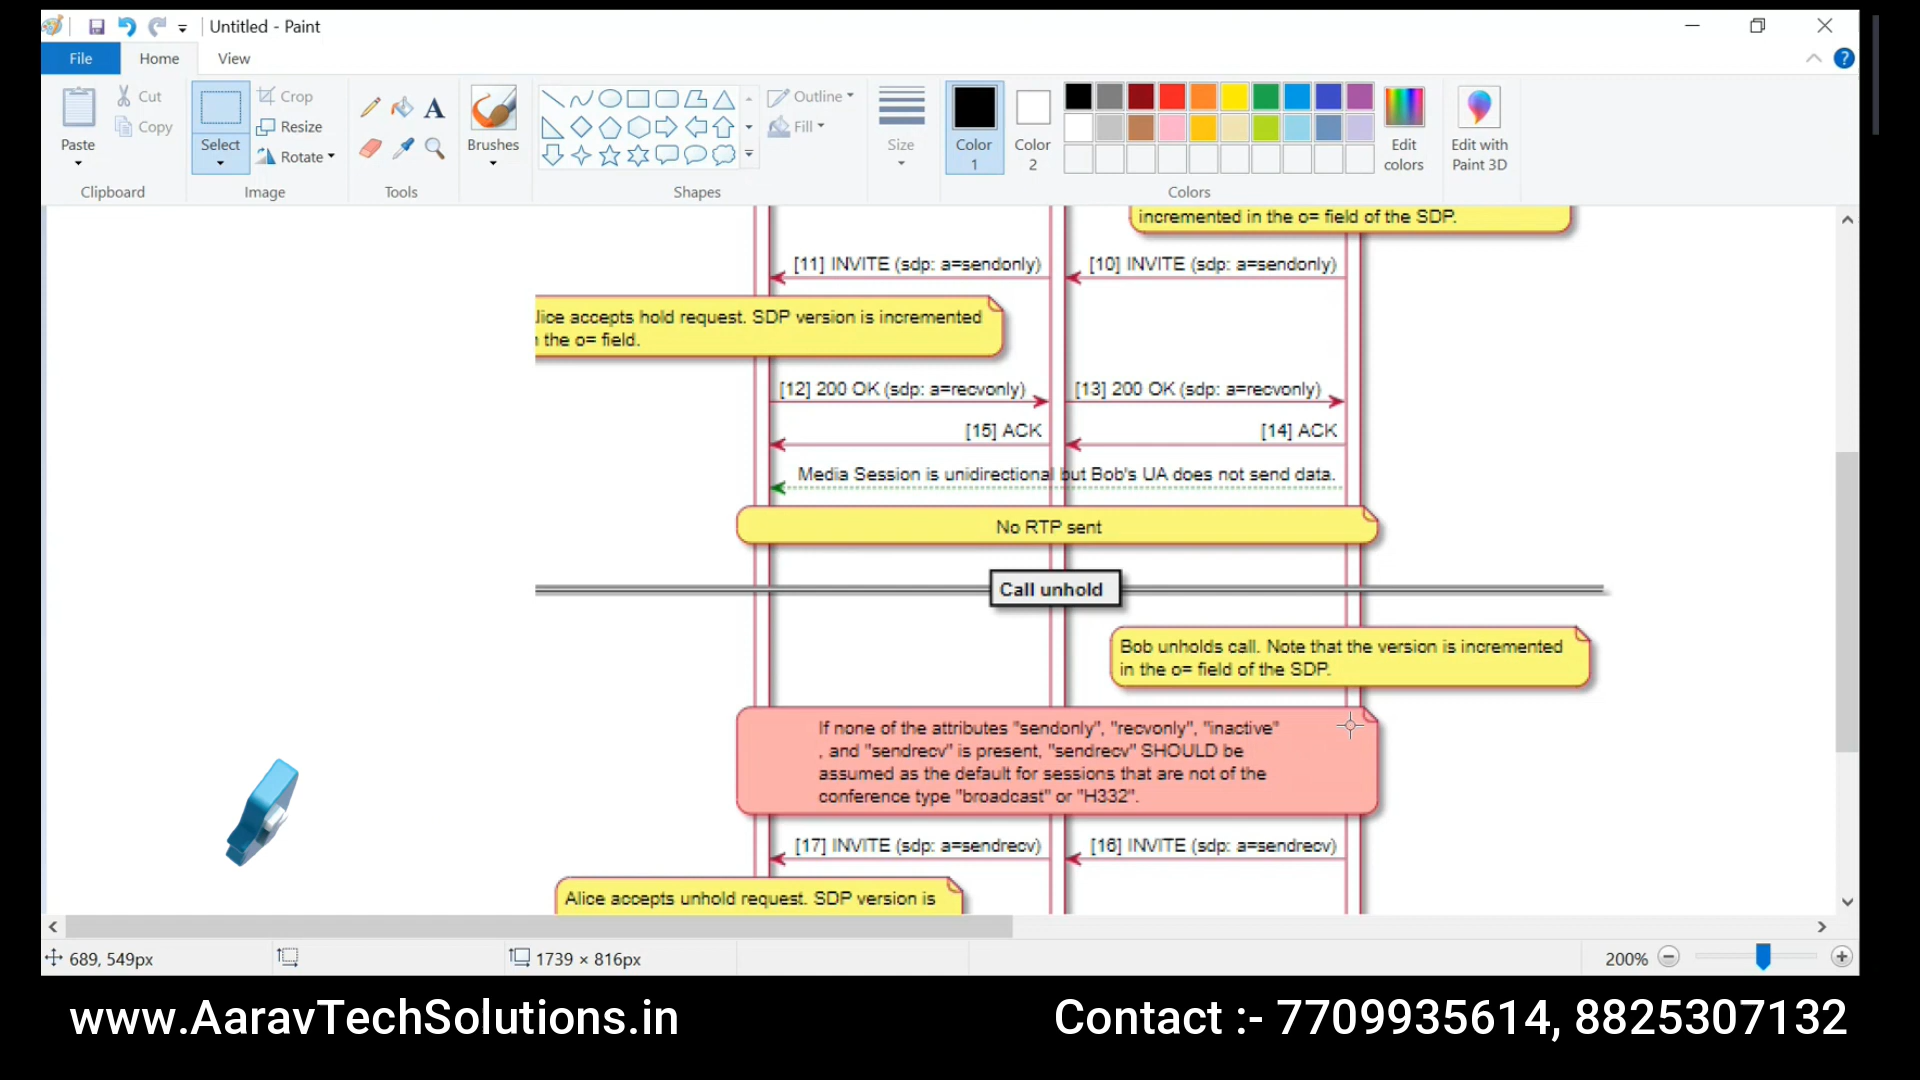 Untitled - Paint
File Home View
Paste
Cut
Copy
Clipboard
Select
Crop
Resize
Rotate
Image
A
Tools
Brushes
Outline
Fill
Shapes
Size
Color 1
Color 2
Colors
Edit colors
Edit with Paint 3D
incremented in the o= field of the SDP.
[11] INVITE (sdp: a=sendonly) [10] INVITE (sdp: a=sendonly)
lice accepts hold request. SDP version is incremented
the o= field.
[12] 200 OK (sdp: a=recvonly) [13] 200 OK (sdp: a=recvonly)
[15] ACK [14] ACK
Media Session is unidirectional but Bob's UA does not send data.
No RTP sent
Call unhold
Bob unholds call. Note that the version is incremented
in the o= field of the SDP.
If none of the attributes "sendonly", "recvonly", "inactive"
, and "sendrecv" is present, "sendrecv" SHOULD be
assumed as the default for sessions that are not of the
conference type "broadcast" or "H332".
[17] INVITE (sdp: a=sendrecv) [16] INVITE (sdp: a=sendrecv)
Alice accepts unhold request. SDP version is
689, 549px 1739 × 816px 200%
www.AaravTechSolutions.in Contact :- 7709935614, 8825307132